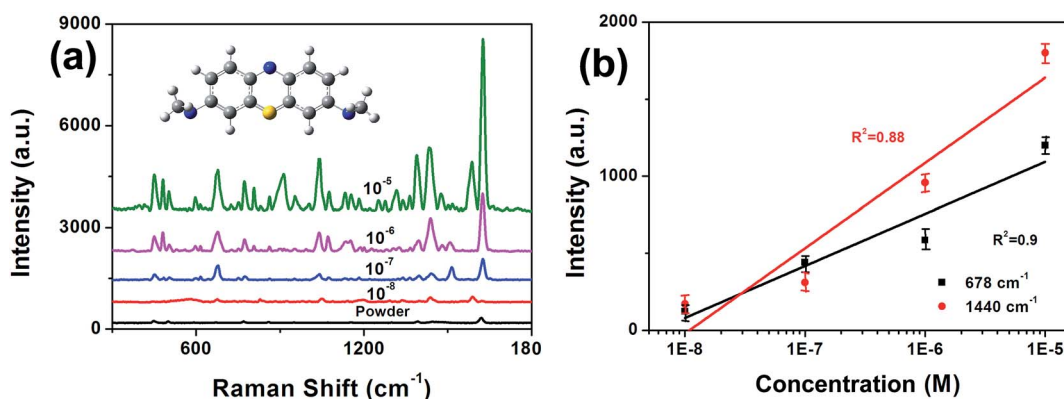 (a)
9000
6000
3000
0
Intensity (a.u.)
10⁻⁵
10⁻⁶
10⁻⁷
10⁻⁸
Powder
600
1200
180
Raman Shift (cm⁻¹)
(b)
2000
1000
0
Intensity (a.u.)
R²=0.88
R²=0.9
678 cm⁻¹
1440 cm⁻¹
1E-8
1E-7
1E-6
1E-5
Concentration (M)